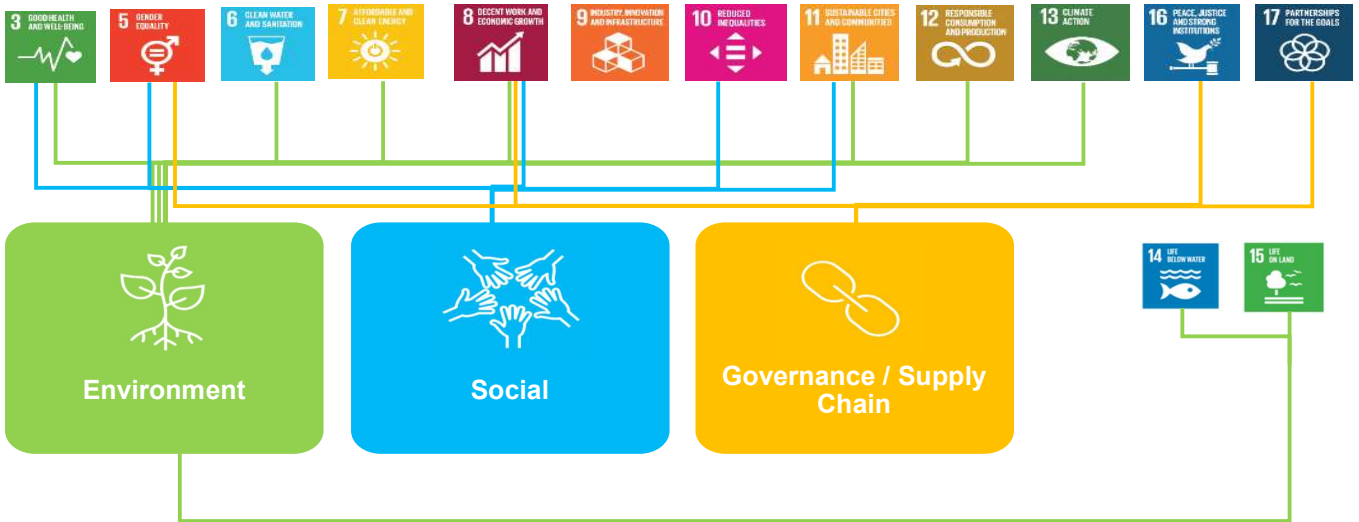 3 GOOD HEALTH
AND WELL-BEING
5 GENDER
EQUALITY
6 CLEAN WATER
AND SANITATION
7 AFFORDABLE AND
CLEAN ENERGY
8 DECENT WORK AND
ECONOMIC GROWTH
9 INDUSTRY, INNOVATION
AND INFRASTRUCTURE
10 REDUCED
INEQUALITIES
11 SUSTAINABLE CITIES
AND COMMUNITIES
12 RESPONSIBLE
CONSUMPTION
AND PRODUCTION
13 CLIMATE
ACTION
16 PEACE, JUSTICE
AND STRONG
INSTITUTIONS
17 PARTNERSHIPS
FOR THE GOALS
14 LIFE
BELOW WATER
15 LIFE
ON LAND
Environment
Social
Governance / Supply
Chain